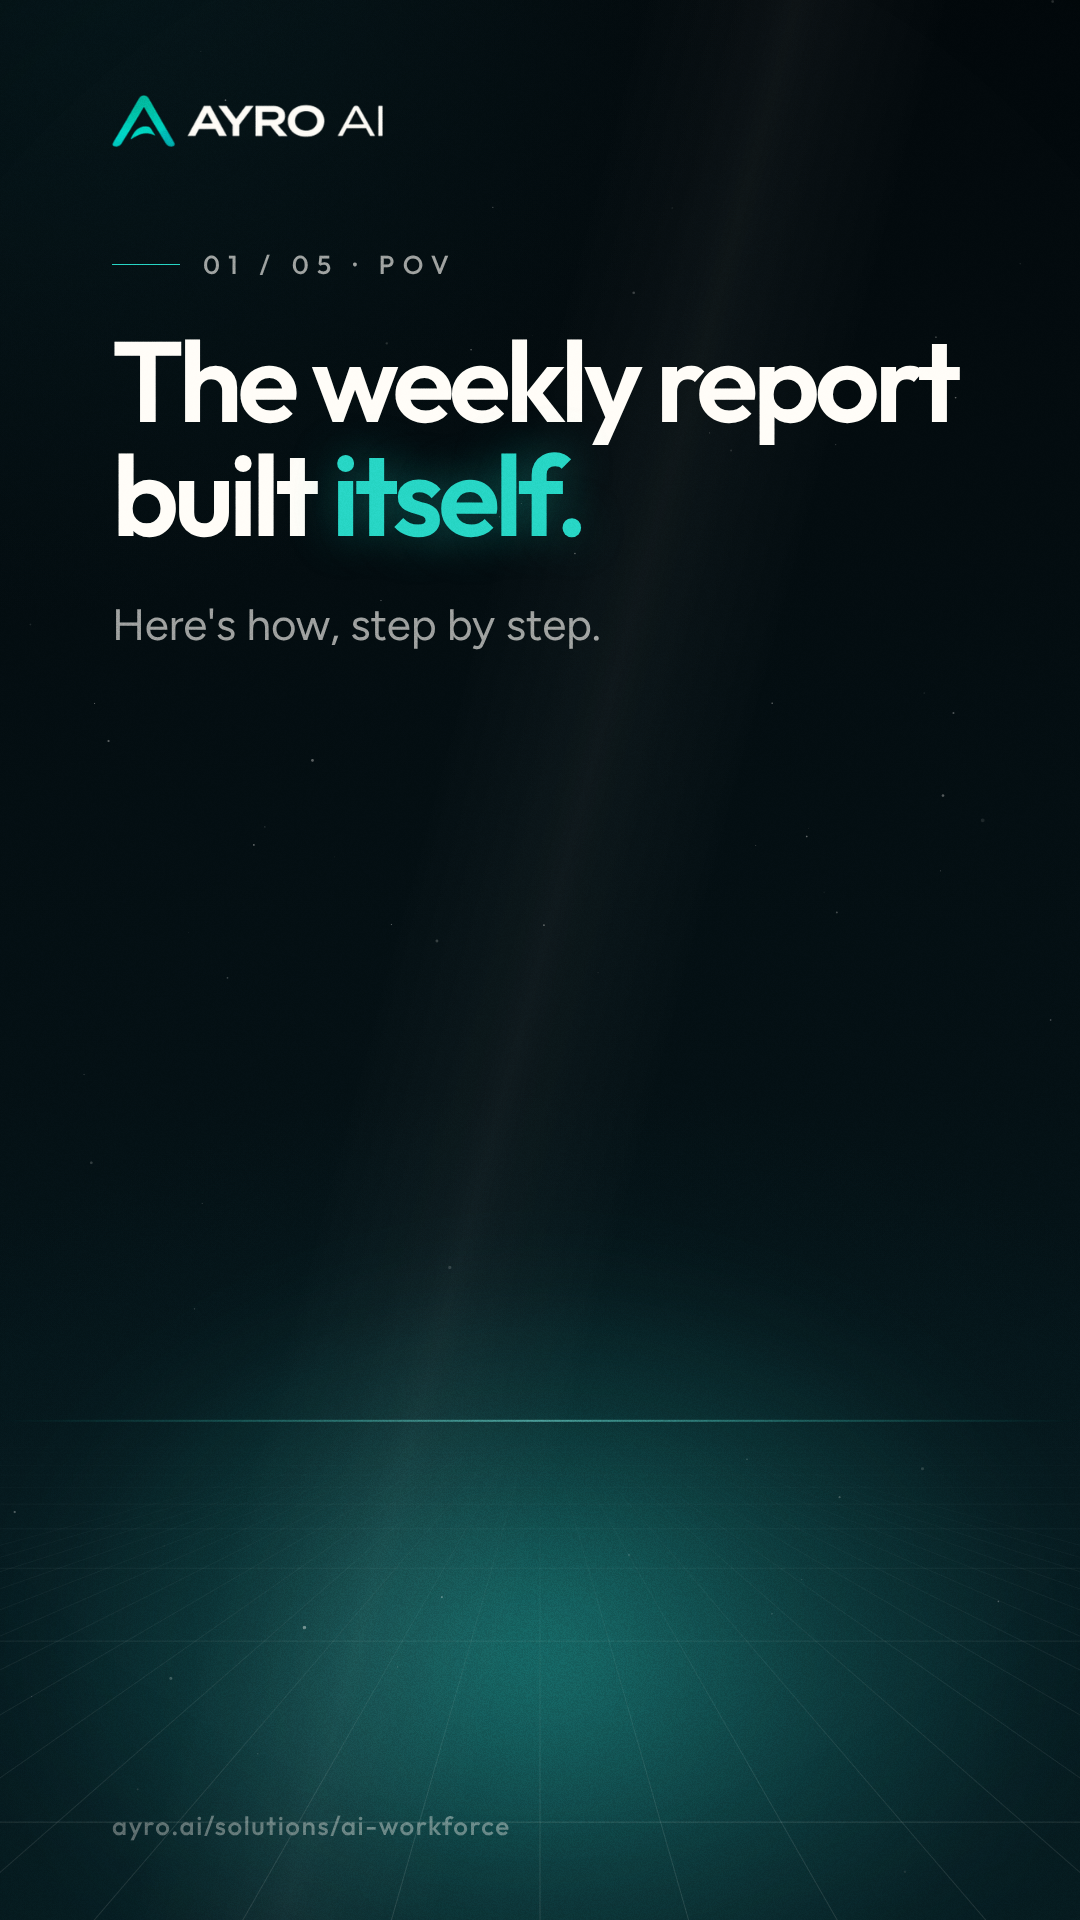 AYRO AI
01 / 05 · POV
The weekly report
built itself.
Here's how, step by step.
ayro.ai/solutions/ai-workforce